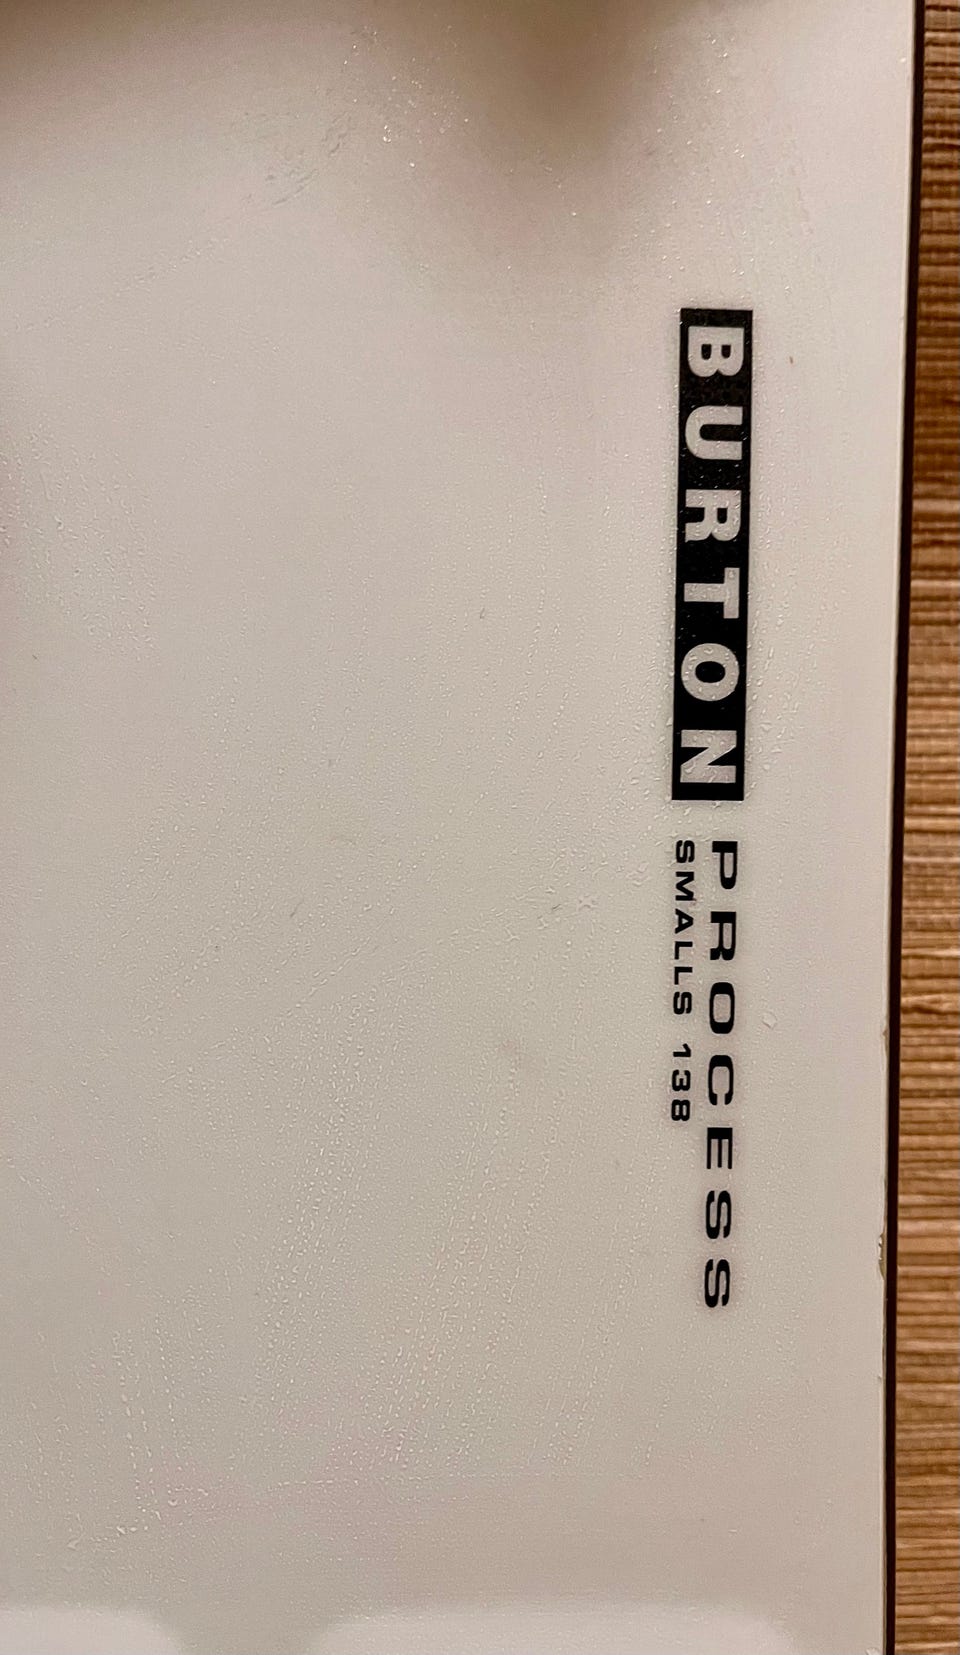 BURTON
PROCESS
SMALLS 138